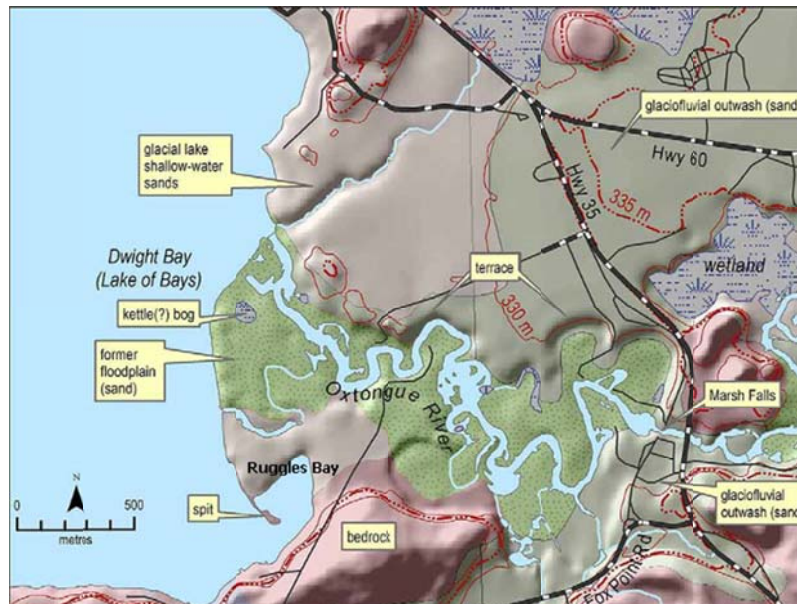 glaciofluvial outwash (sand
Hwy 60
glacial lake
shallow-water
sands
Hwy 35
335 m
Dwight Bay
(Lake of Bays)
terrace
wetland
kettle(?) bog
330 m
former
floodplain
(sand)
Oxtongue River
Marsh Falls
Ruggles Bay
N
0 500
metres
spit
bedrock
glaciofluvial
outwash (sand
Fox Point Rd